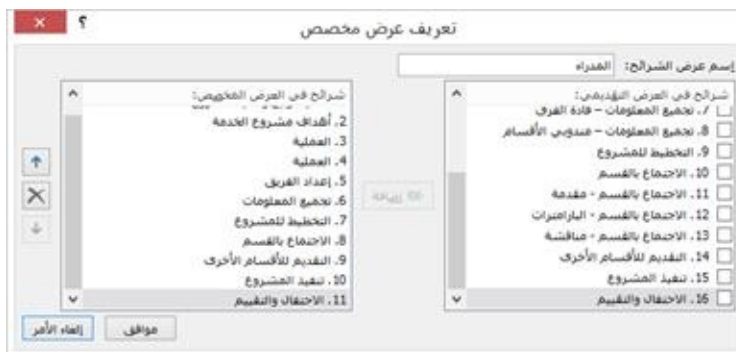 تعريف عرض مخصص
؟
إسم عرض الشرائح: المدراء
شرائح في العرض التقديمي:
7. تجميع المعلومات – قادة الفرق
8. تجميع المعلومات – مندوبي الأقسام
9. التخطيط للمشروع
10. الاجتماع بالقسم
11. الاجتماع بالقسم - مقدمة
12. الاجتماع بالقسم - البارامترات
13. الاجتماع بالقسم - مناقشة
14. التقديم للأقسام الأخرى
15. تنفيذ المشروع
16. الاحتفال والتقييم
إضافة
شرائح في العرض المخصص:
2. أهداف مشروع الخدمة
3. العملية
4. العملية
5. إعداد الفريق
6. تجميع المعلومات
7. التخطيط للمشروع
8. الاجتماع بالقسم
9. التقديم للأقسام الأخرى
10. تنفيذ المشروع
11. الاحتفال والتقييم
موافق
إلغاء الأمر